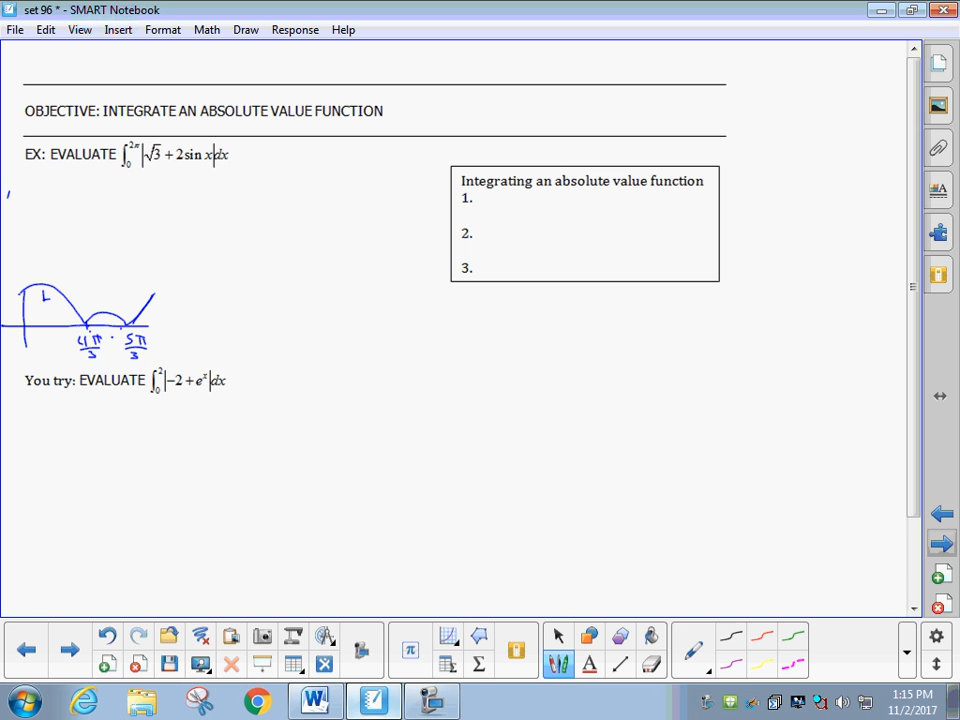 set 96 * - SMART Notebook
File Edit View Insert Format Math Draw Response Help
OBJECTIVE: INTEGRATE AN ABSOLUTE VALUE FUNCTION
EX: EVALUATE ∫₀^{2π} |√3 + 2sin x|dx
Integrating an absolute value function
1.
2.
3.
4π/3 5π/3
You try: EVALUATE ∫₀² |−2 + eˣ|dx
1:15 PM
11/2/2017